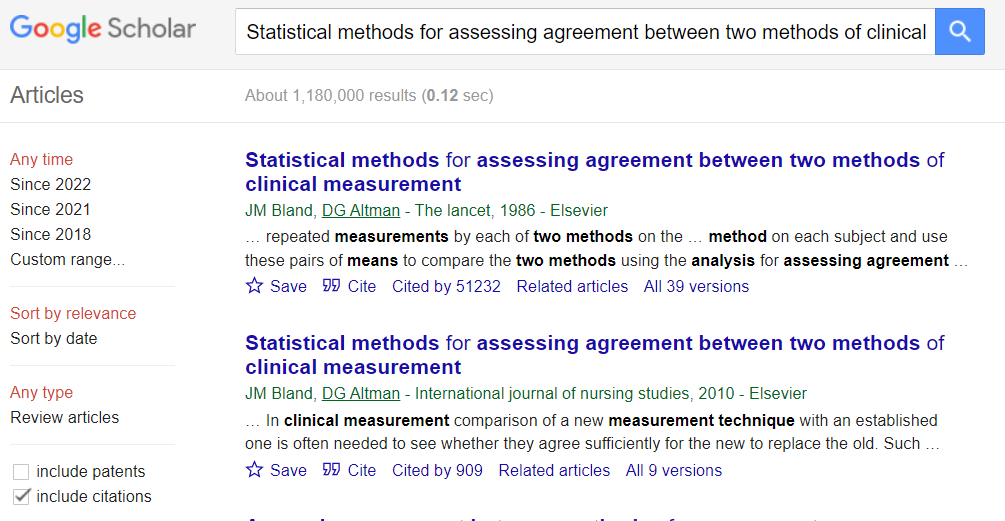 Google Scholar
Statistical methods for assessing agreement between two methods of clinical
Articles
About 1,180,000 results (0.12 sec)
Any time
Since 2022
Since 2021
Since 2018
Custom range...
Sort by relevance
Sort by date
Any type
Review articles
include patents
include citations
Statistical methods for assessing agreement between two methods of
clinical measurement
JM Bland, DG Altman - The lancet, 1986 - Elsevier
… repeated measurements by each of two methods on the … method on each subject and use
these pairs of means to compare the two methods using the analysis for assessing agreement …
Save Cite Cited by 51232 Related articles All 39 versions
Statistical methods for assessing agreement between two methods of
clinical measurement
JM Bland, DG Altman - International journal of nursing studies, 2010 - Elsevier
… In clinical measurement comparison of a new measurement technique with an established
one is often needed to see whether they agree sufficiently for the new to replace the old. Such …
Save Cite Cited by 909 Related articles All 9 versions